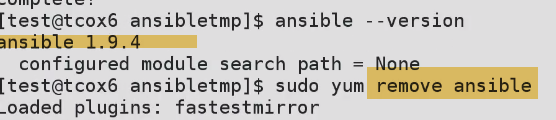 complete!
[test@tcox6 ansibletmp]$ ansible --version
ansible 1.9.4
  configured module search path = None
[test@tcox6 ansibletmp]$ sudo yum remove ansible
Loaded plugins: fastestmirror